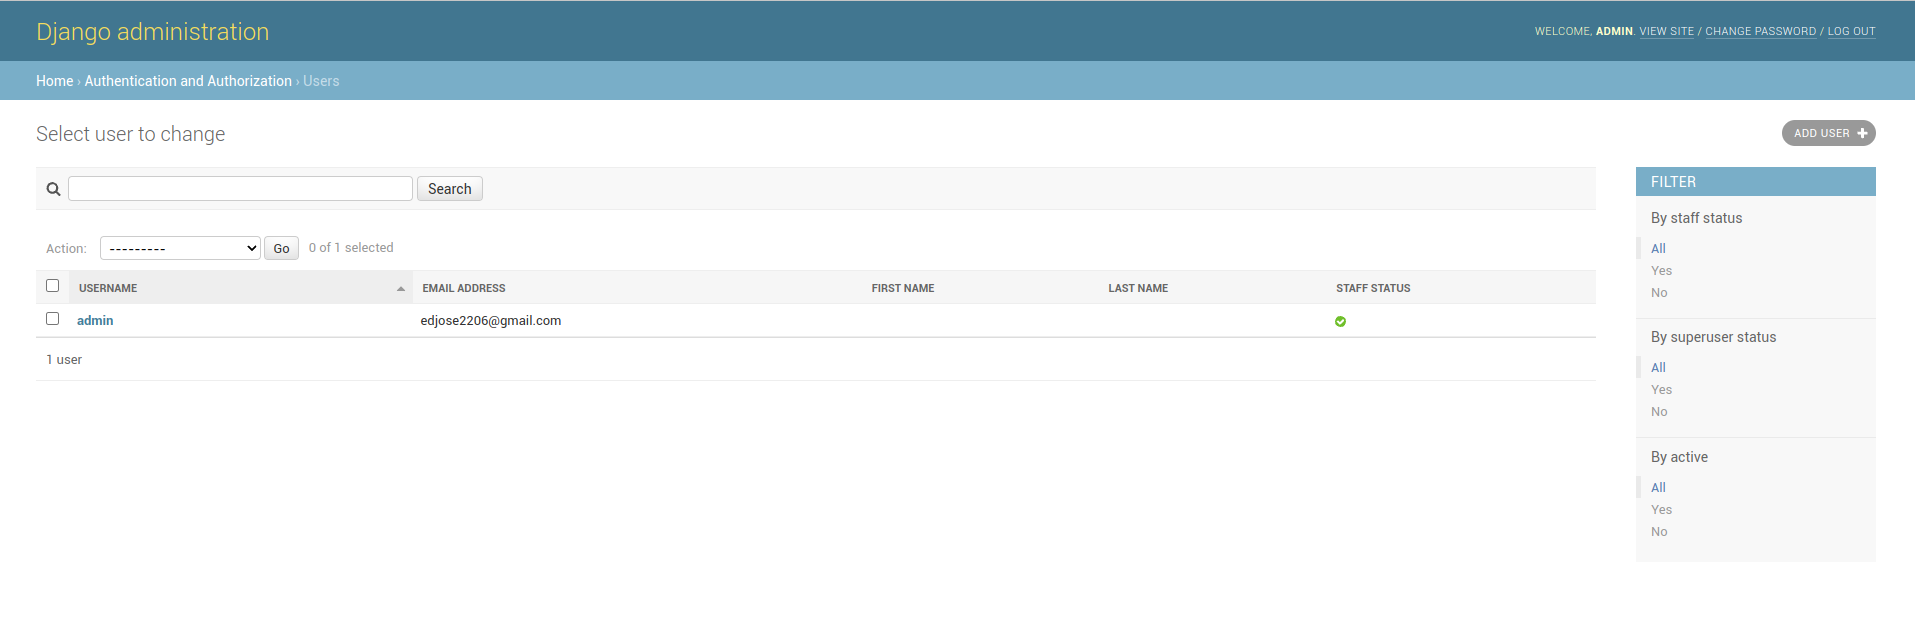 Django administration
WELCOME, ADMIN. VIEW SITE / CHANGE PASSWORD / LOG OUT
Home › Authentication and Authorization › Users
Select user to change
ADD USER +
Search
Action: --------- Go 0 of 1 selected
USERNAME EMAIL ADDRESS FIRST NAME LAST NAME STAFF STATUS
admin edjose2206@gmail.com
1 user
FILTER
By staff status
All
Yes
No
By superuser status
All
Yes
No
By active
All
Yes
No